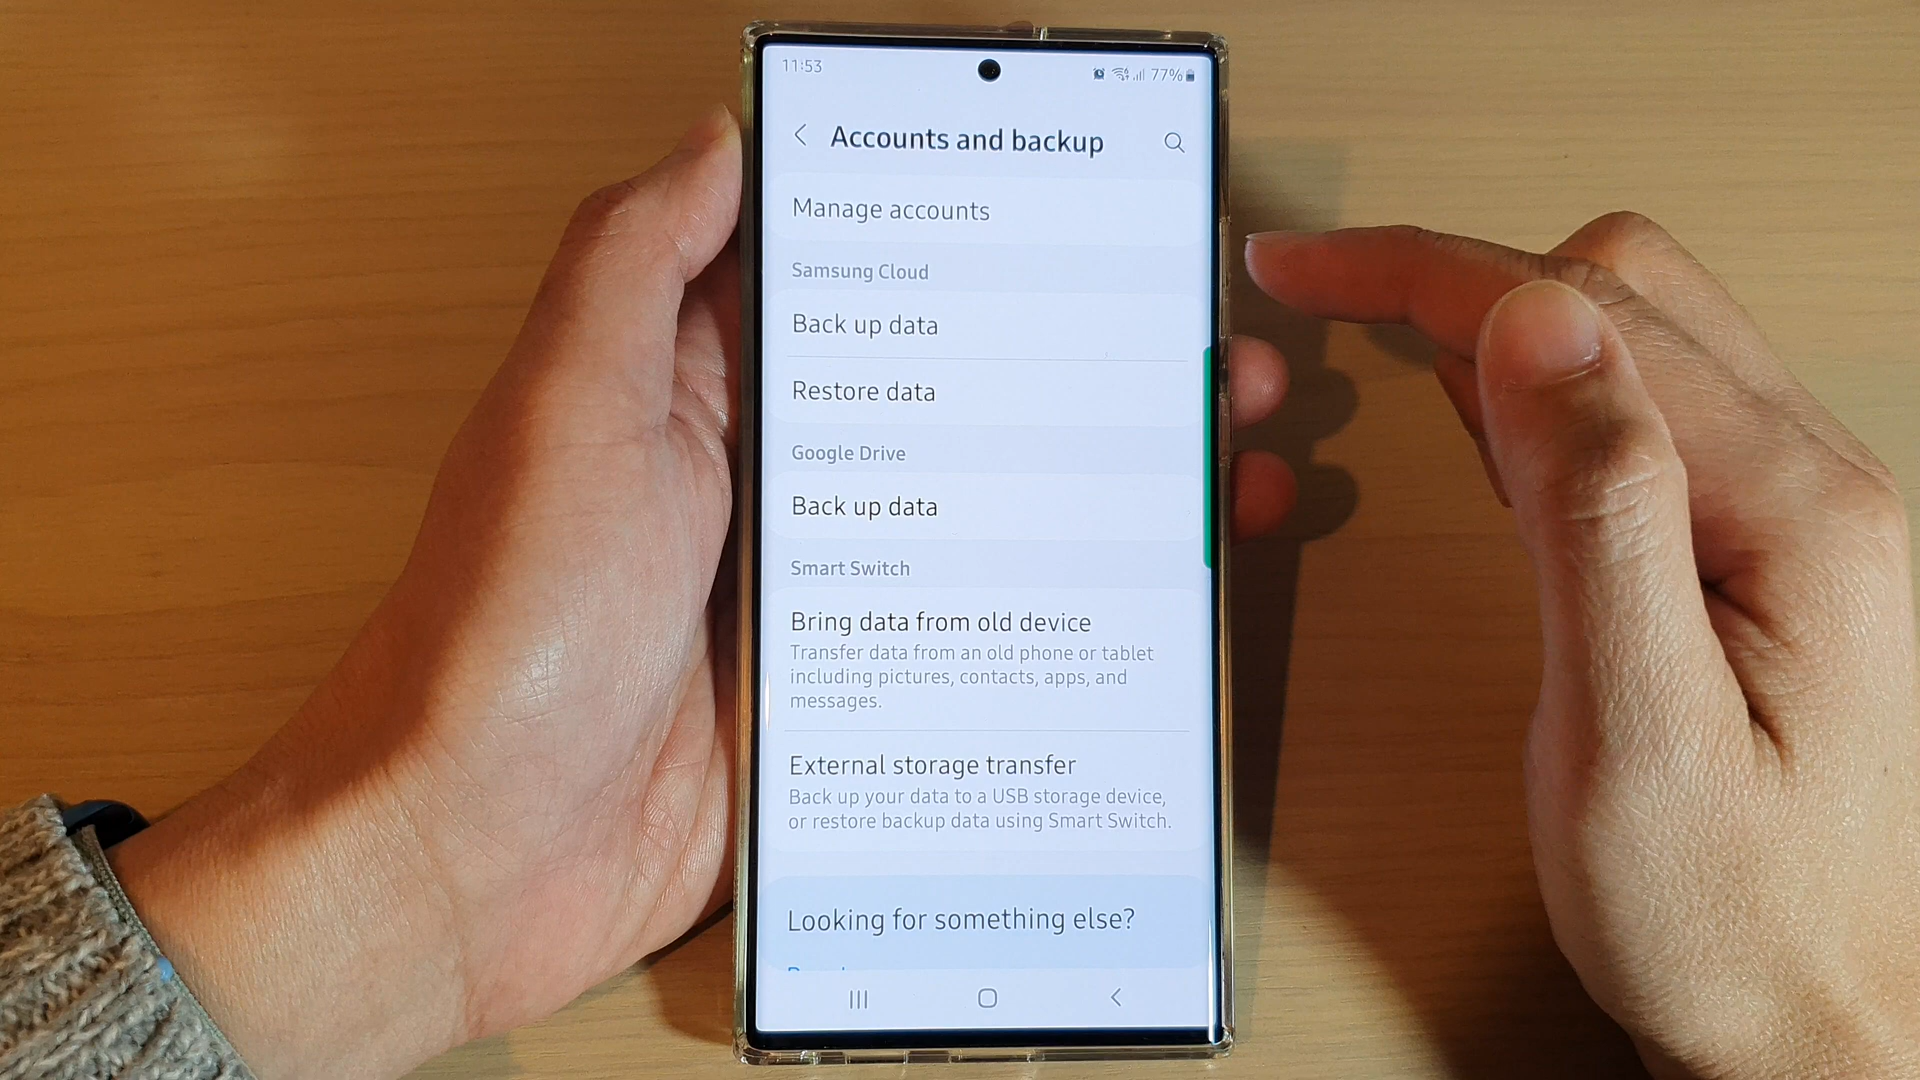 11:53
77%
Accounts and backup
Manage accounts
Samsung Cloud
Back up data
Restore data
Google Drive
Back up data
Smart Switch
Bring data from old device
Transfer data from an old phone or tablet
including pictures, contacts, apps, and
messages.
External storage transfer
Back up your data to a USB storage device,
or restore backup data using Smart Switch.
Looking for something else?